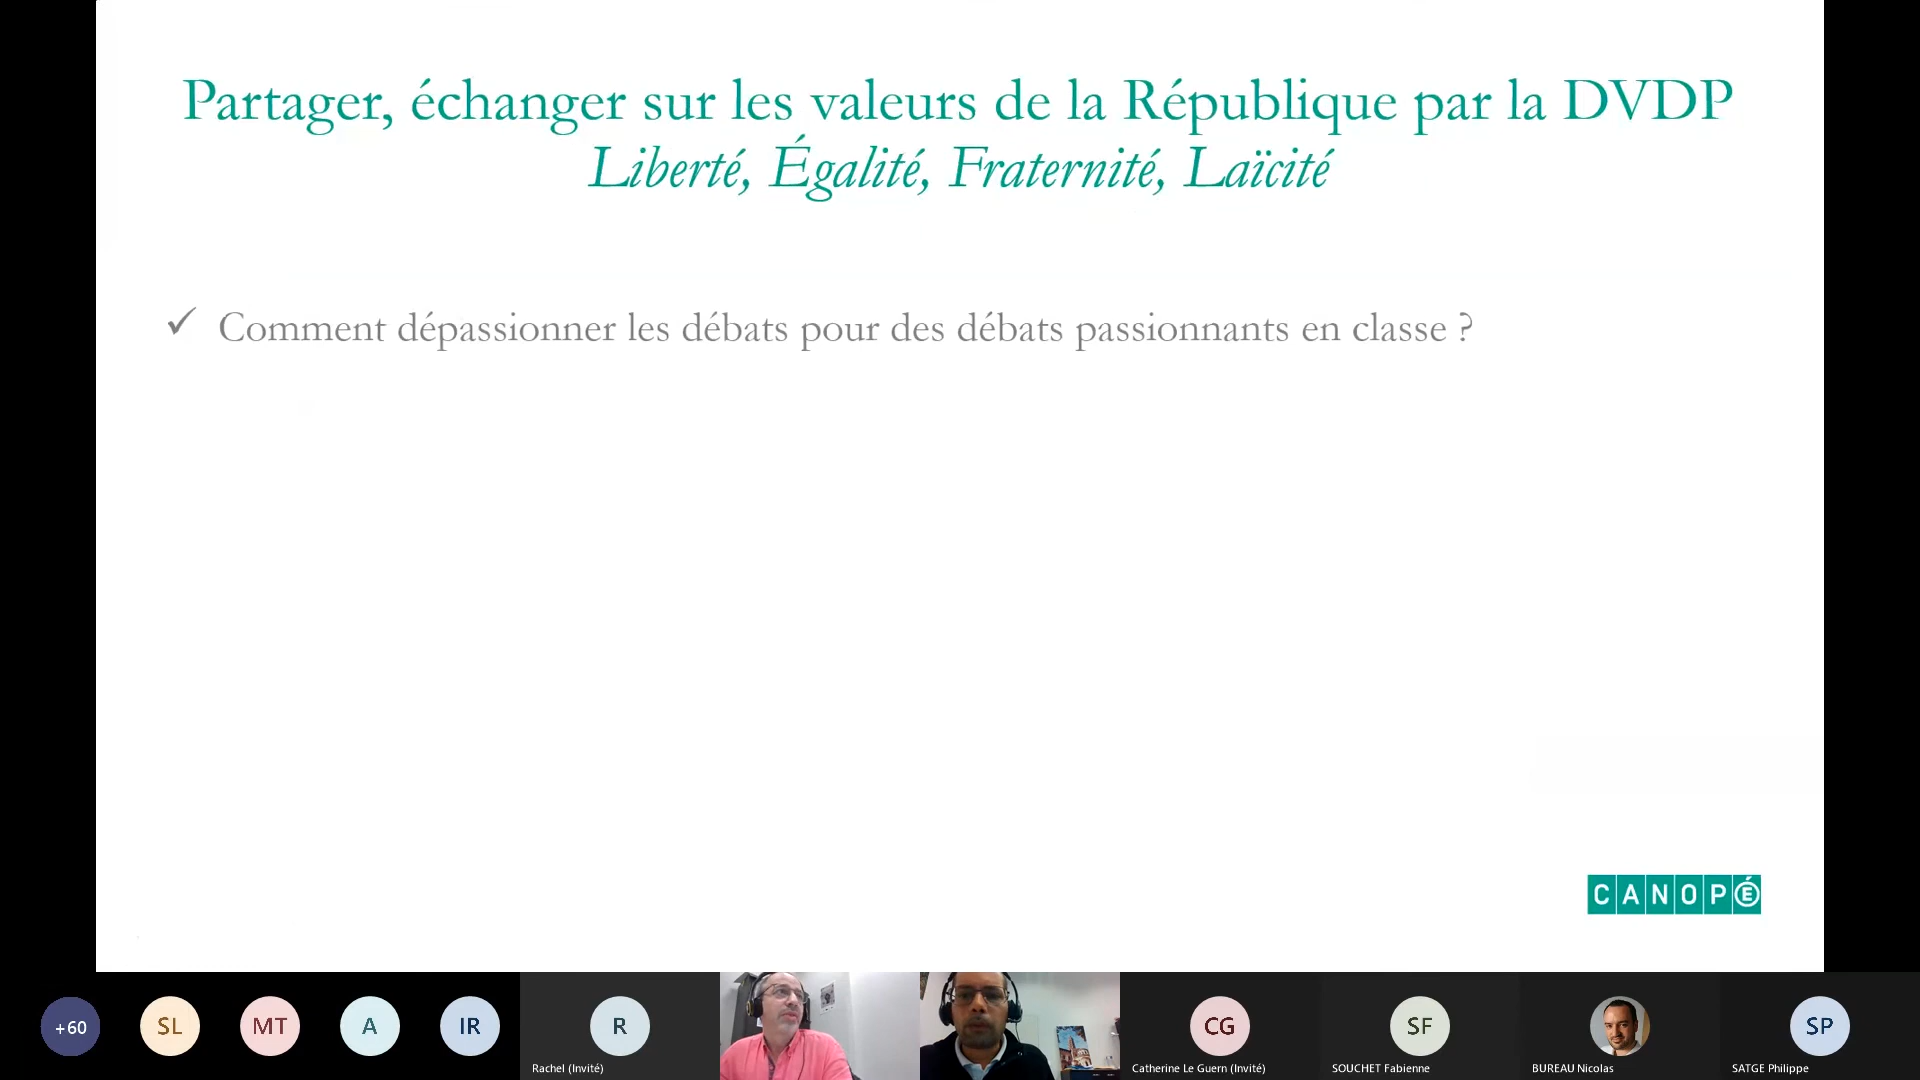 Partager, échanger sur les valeurs de la République par la DVDP
Liberté, Égalité, Fraternité, Laïcité
✓ Comment dépassionner les débats pour des débats passionnants en classe ?
CANOPÉ
+60
SL
MT
A
IR
R
CG
SF
SP
Rachel (Invité)
Catherine Le Guern (Invité)
SOUCHET Fabienne
BUREAU Nicolas
SATGE Philippe